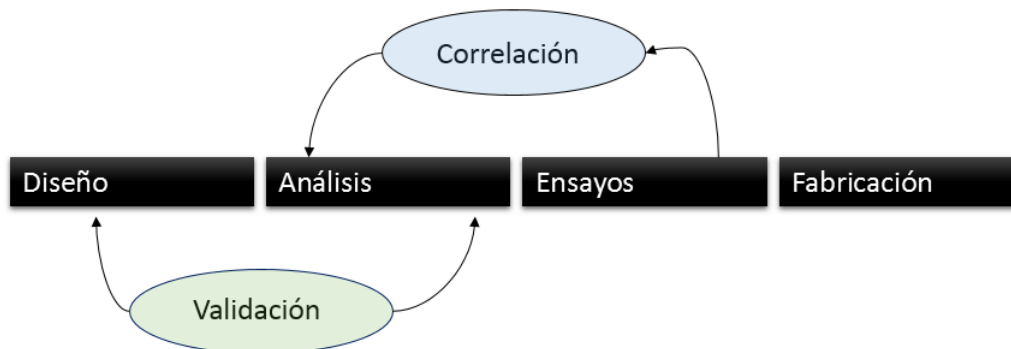 Correlación
Diseño
Análisis
Ensayos
Fabricación
Validación